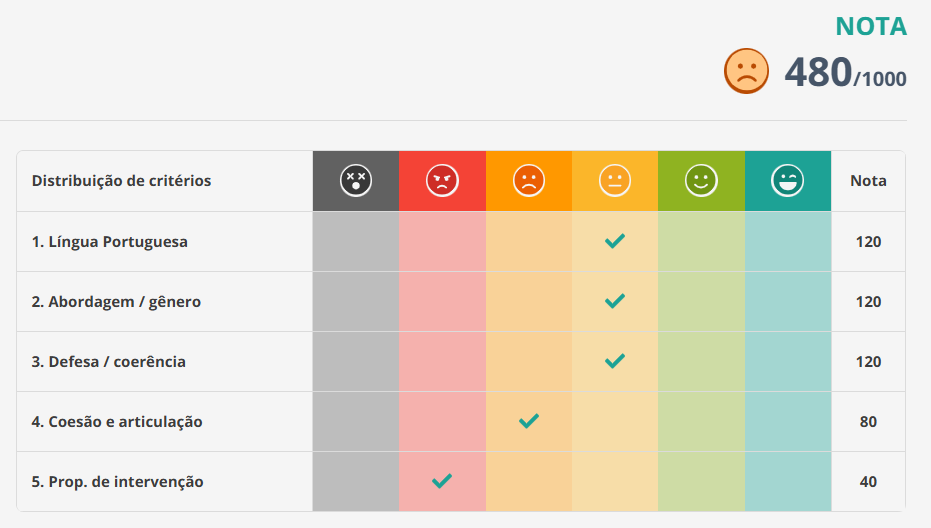 NOTA
480/1000
Distribuição de critérios Nota
1. Língua Portuguesa 120
2. Abordagem / gênero 120
3. Defesa / coerência 120
4. Coesão e articulação 80
5. Prop. de intervenção 40